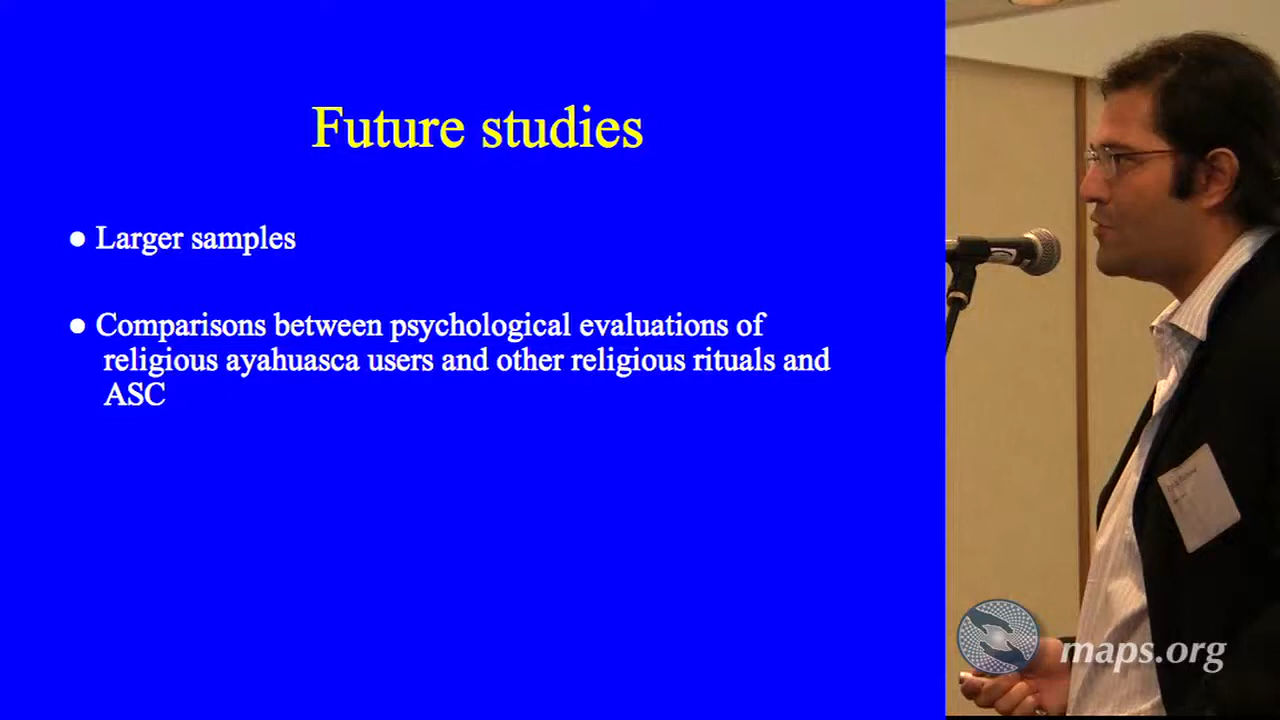 Future studies
● Larger samples
● Comparisons between psychological evaluations of
religious ayahuasca users and other religious rituals and
ASC
maps.org